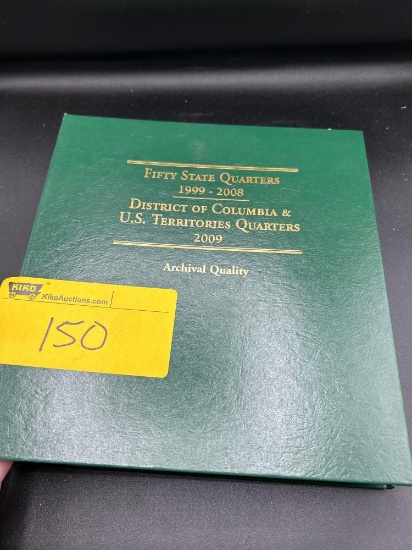 FIFTY STATE QUARTERS
1999 - 2008
DISTRICT OF COLUMBIA &
U.S. TERRITORIES QUARTERS
2009
Archival Quality
KIKO
KikoAuctions.com
150